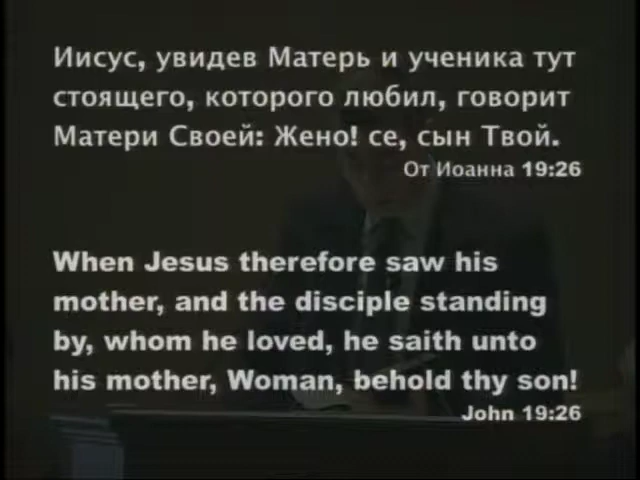 Иисус, увидев Матерь и ученика тут
стоящего, которого любил, говорит
Матери Своей: Жено! се, сын Твой.
От Иоанна 19:26
When Jesus therefore saw his
mother, and the disciple standing
by, whom he loved, he saith unto
his mother, Woman, behold thy son!
John 19:26